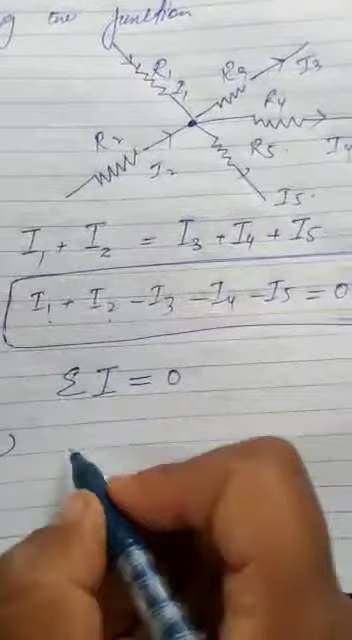 the junction
R1 I1 R3 I3
R4
R2 I2 R5. I4
I5.
I1 + I2 = I3 + I4 + I5
I1 + I2 - I3 - I4 - I5 = 0
ΣI = 0
)